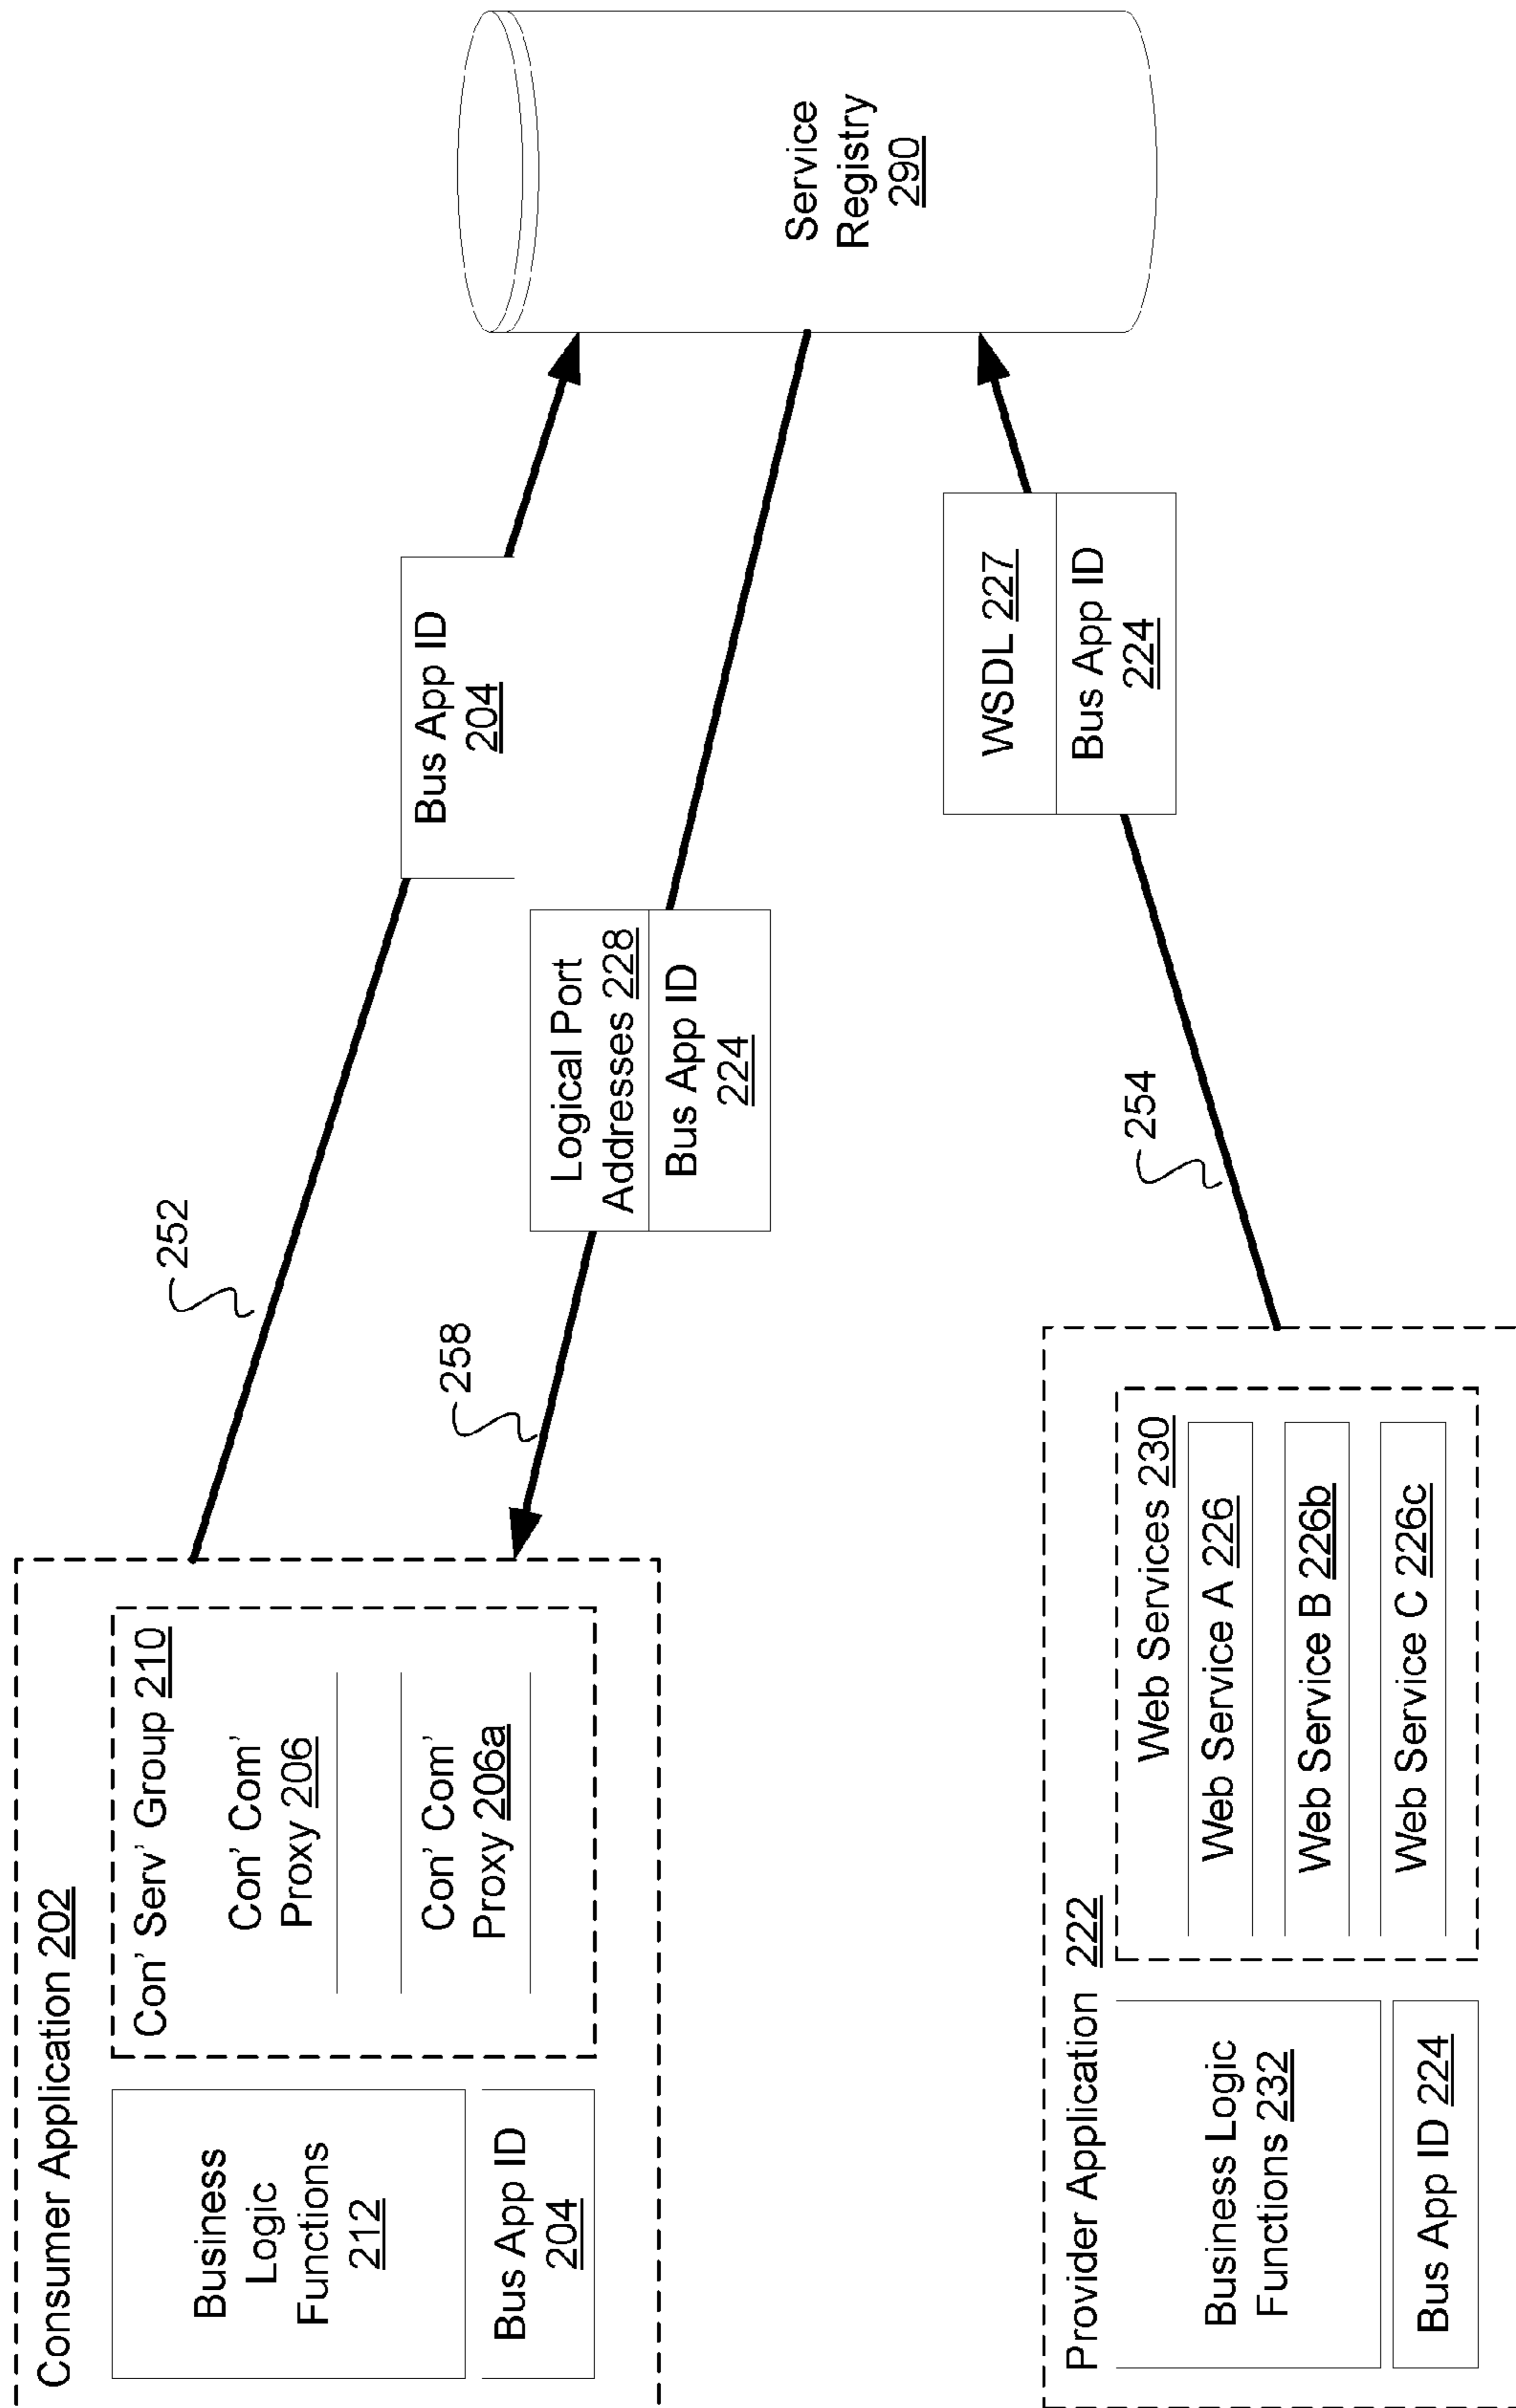 Consumer Application 202
Business
Logic
Functions
212
Bus App ID
204
Con' Serv' Group 210
Con' Com'
Proxy 206
Con' Com'
Proxy 206a
252
Bus App ID
204
258
Logical Port
Addresses 228
Bus App ID
224
Service
Registry
290
Provider Application 222
Business Logic
Functions 232
Bus App ID 224
Web Services 230
Web Service A 226
Web Service B 226b
Web Service C 226c
254
WSDL 227
Bus App ID
224